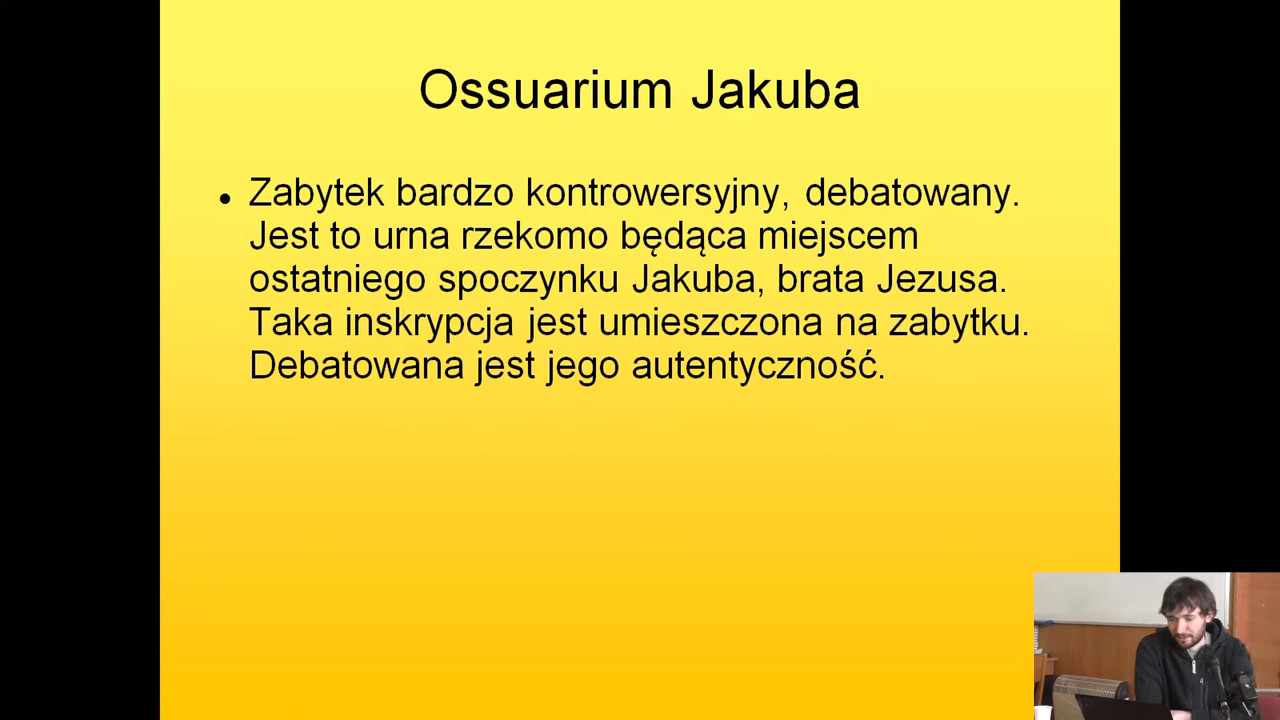 Ossuarium Jakuba
• Zabytek bardzo kontrowersyjny, debatowany.
Jest to urna rzekomo będąca miejscem
ostatniego spoczynku Jakuba, brata Jezusa.
Taka inskrypcja jest umieszczona na zabytku.
Debatowana jest jego autentyczność.